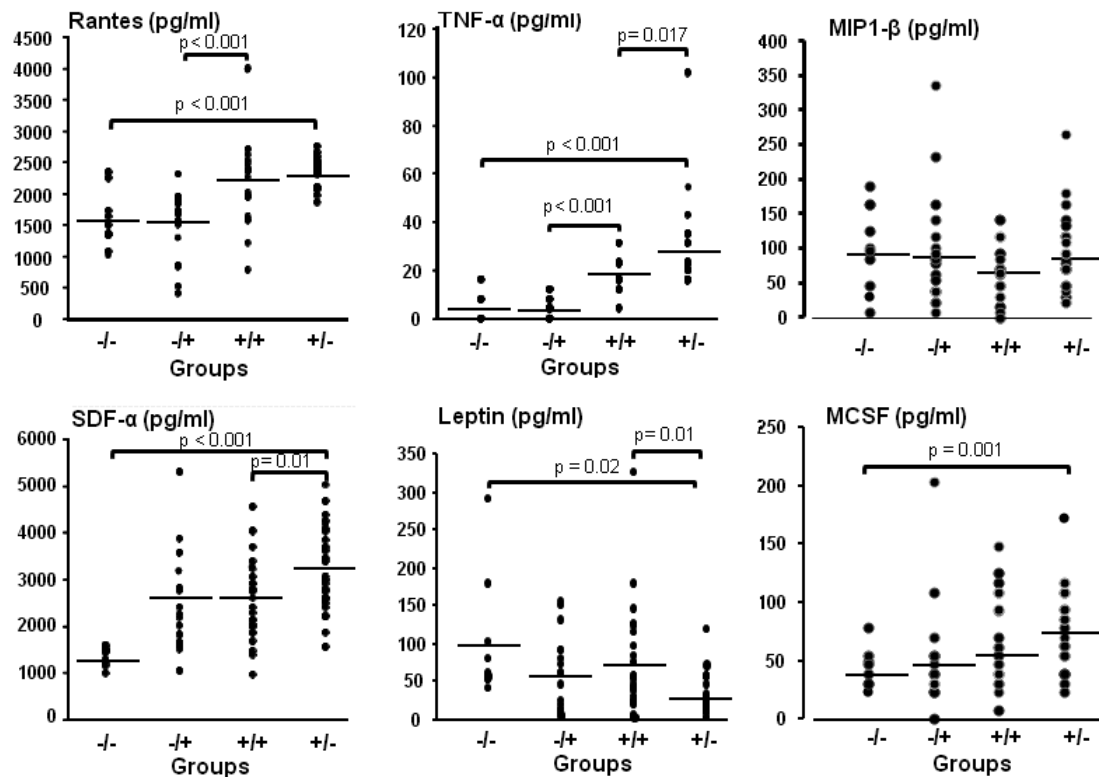 Rantes (pg/ml)
4500
4000
3500
3000
2500
2000
1500
1000
500
0
p < 0.001
p < 0.001
-/- -/+ +/+ +/-
Groups
TNF-α (pg/ml)
120
100
80
60
40
20
0
p= 0.017
p < 0.001
p < 0.001
-/- -/+ +/+ +/-
Groups
MIP1-β (pg/ml)
400
350
300
250
200
150
100
50
0
-/- -/+ +/+ +/-
Groups
SDF-α (pg/ml)
6000
5000
4000
3000
2000
1000
0
p < 0.001
p= 0.01
-/- -/+ +/+ +/-
Groups
Leptin (pg/ml)
350
300
250
200
150
100
50
0
p= 0.01
p = 0.02
-/- -/+ +/+ +/-
Groups
MCSF (pg/ml)
250
200
150
100
50
0
p = 0.001
-/- -/+ +/+ +/-
Groups